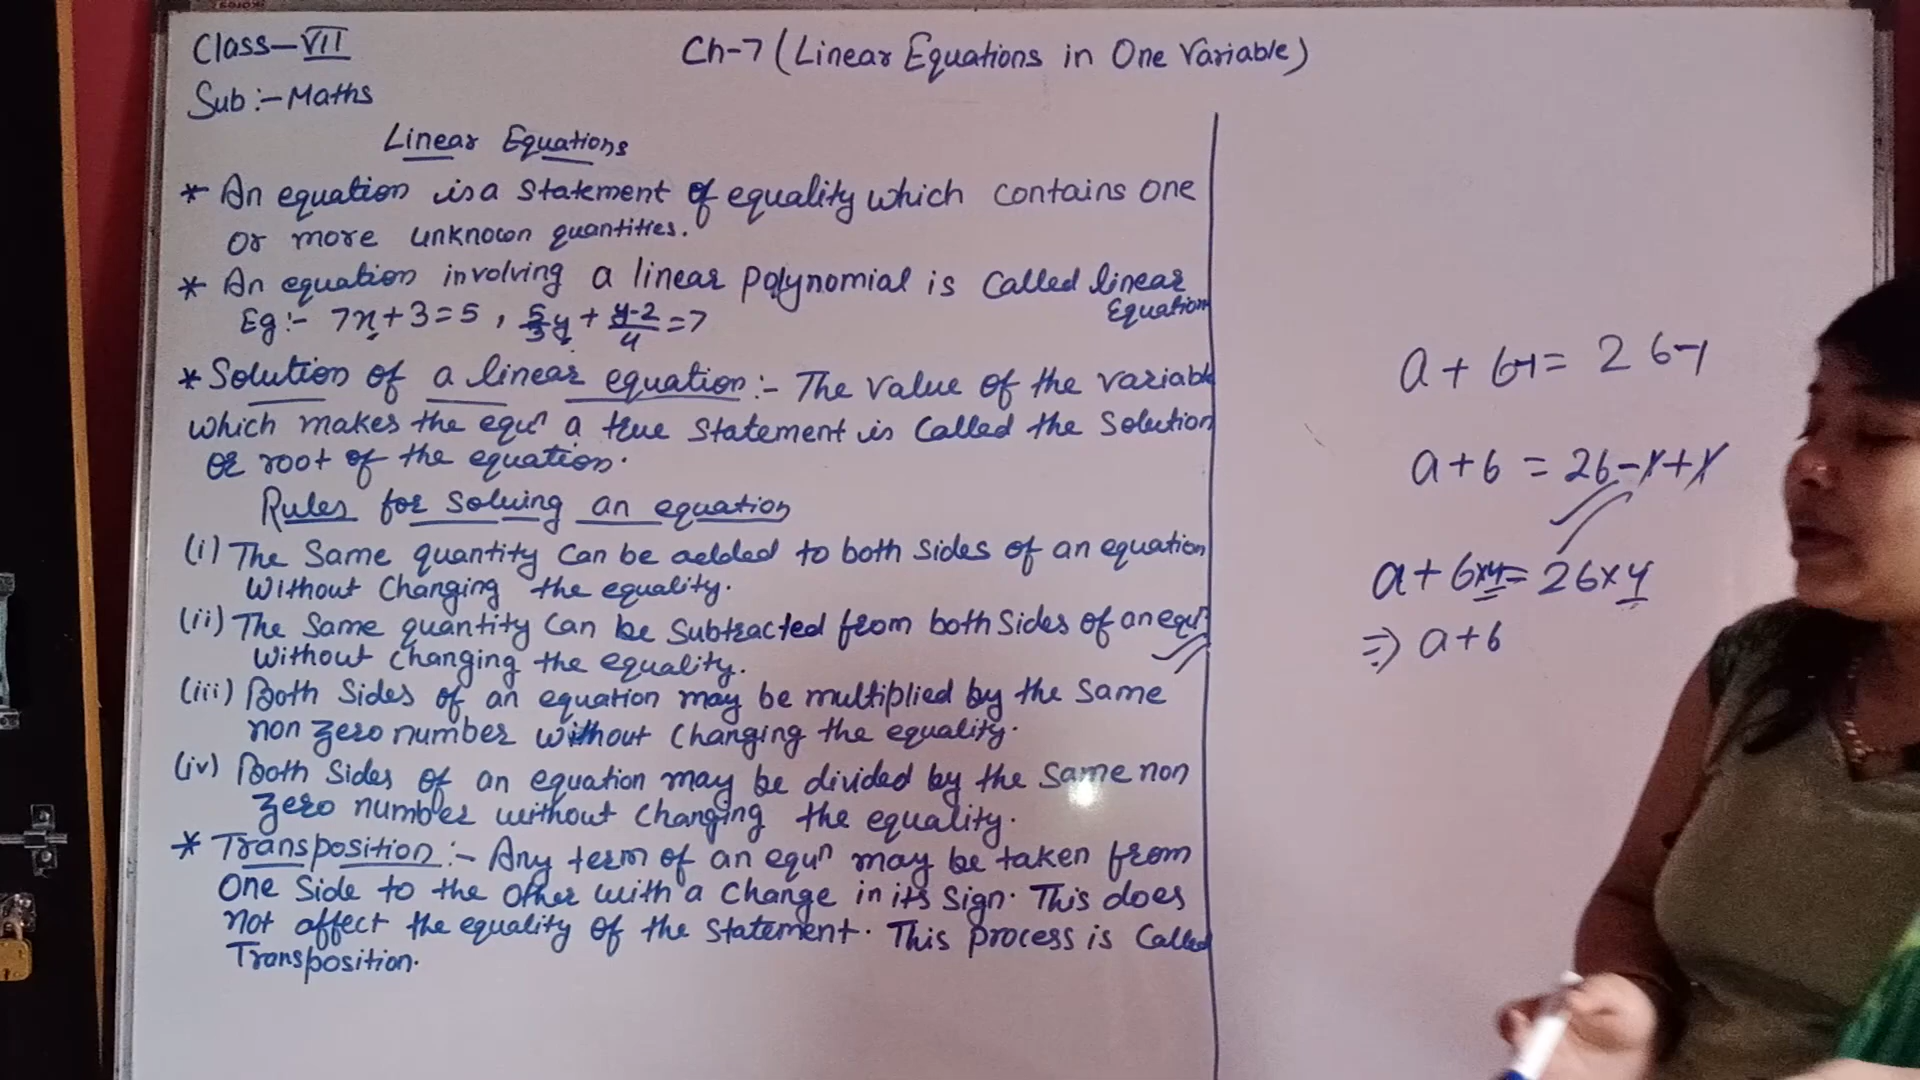 Class-VII
Ch-7 (Linear Equations in One Variable)
Sub:-Maths
Linear Equations
* An equation is a statement of equality which contains one
or more unknown quantities.
* An equation involving a linear polynomial is called linear
Equation
Eg:- 7x+3=5, 5/3y + y-2/4 = 7
* Solution of a linear equation:- The value of the variable
which makes the equn a true statement is called the solution
or root of the equation.
Rules for solving an equation
(i) The same quantity can be added to both sides of an equation
without changing the equality.
(ii) The same quantity can be subtracted from both sides of an equn
without changing the equality.
(iii) Both sides of an equation may be multiplied by the same
non zero number without changing the equality.
(iv) Both sides of an equation may be divided by the same non
zero number without changing the equality.
* Transposition:- Any term of an equn may be taken from
one side to the other with a change in its sign. This does
not affect the equality of the statement. This process is called
Transposition.
a + 6-1 = 26-1
a+6 = 26-1+1
a+6×4=26×4
⇒ a+6